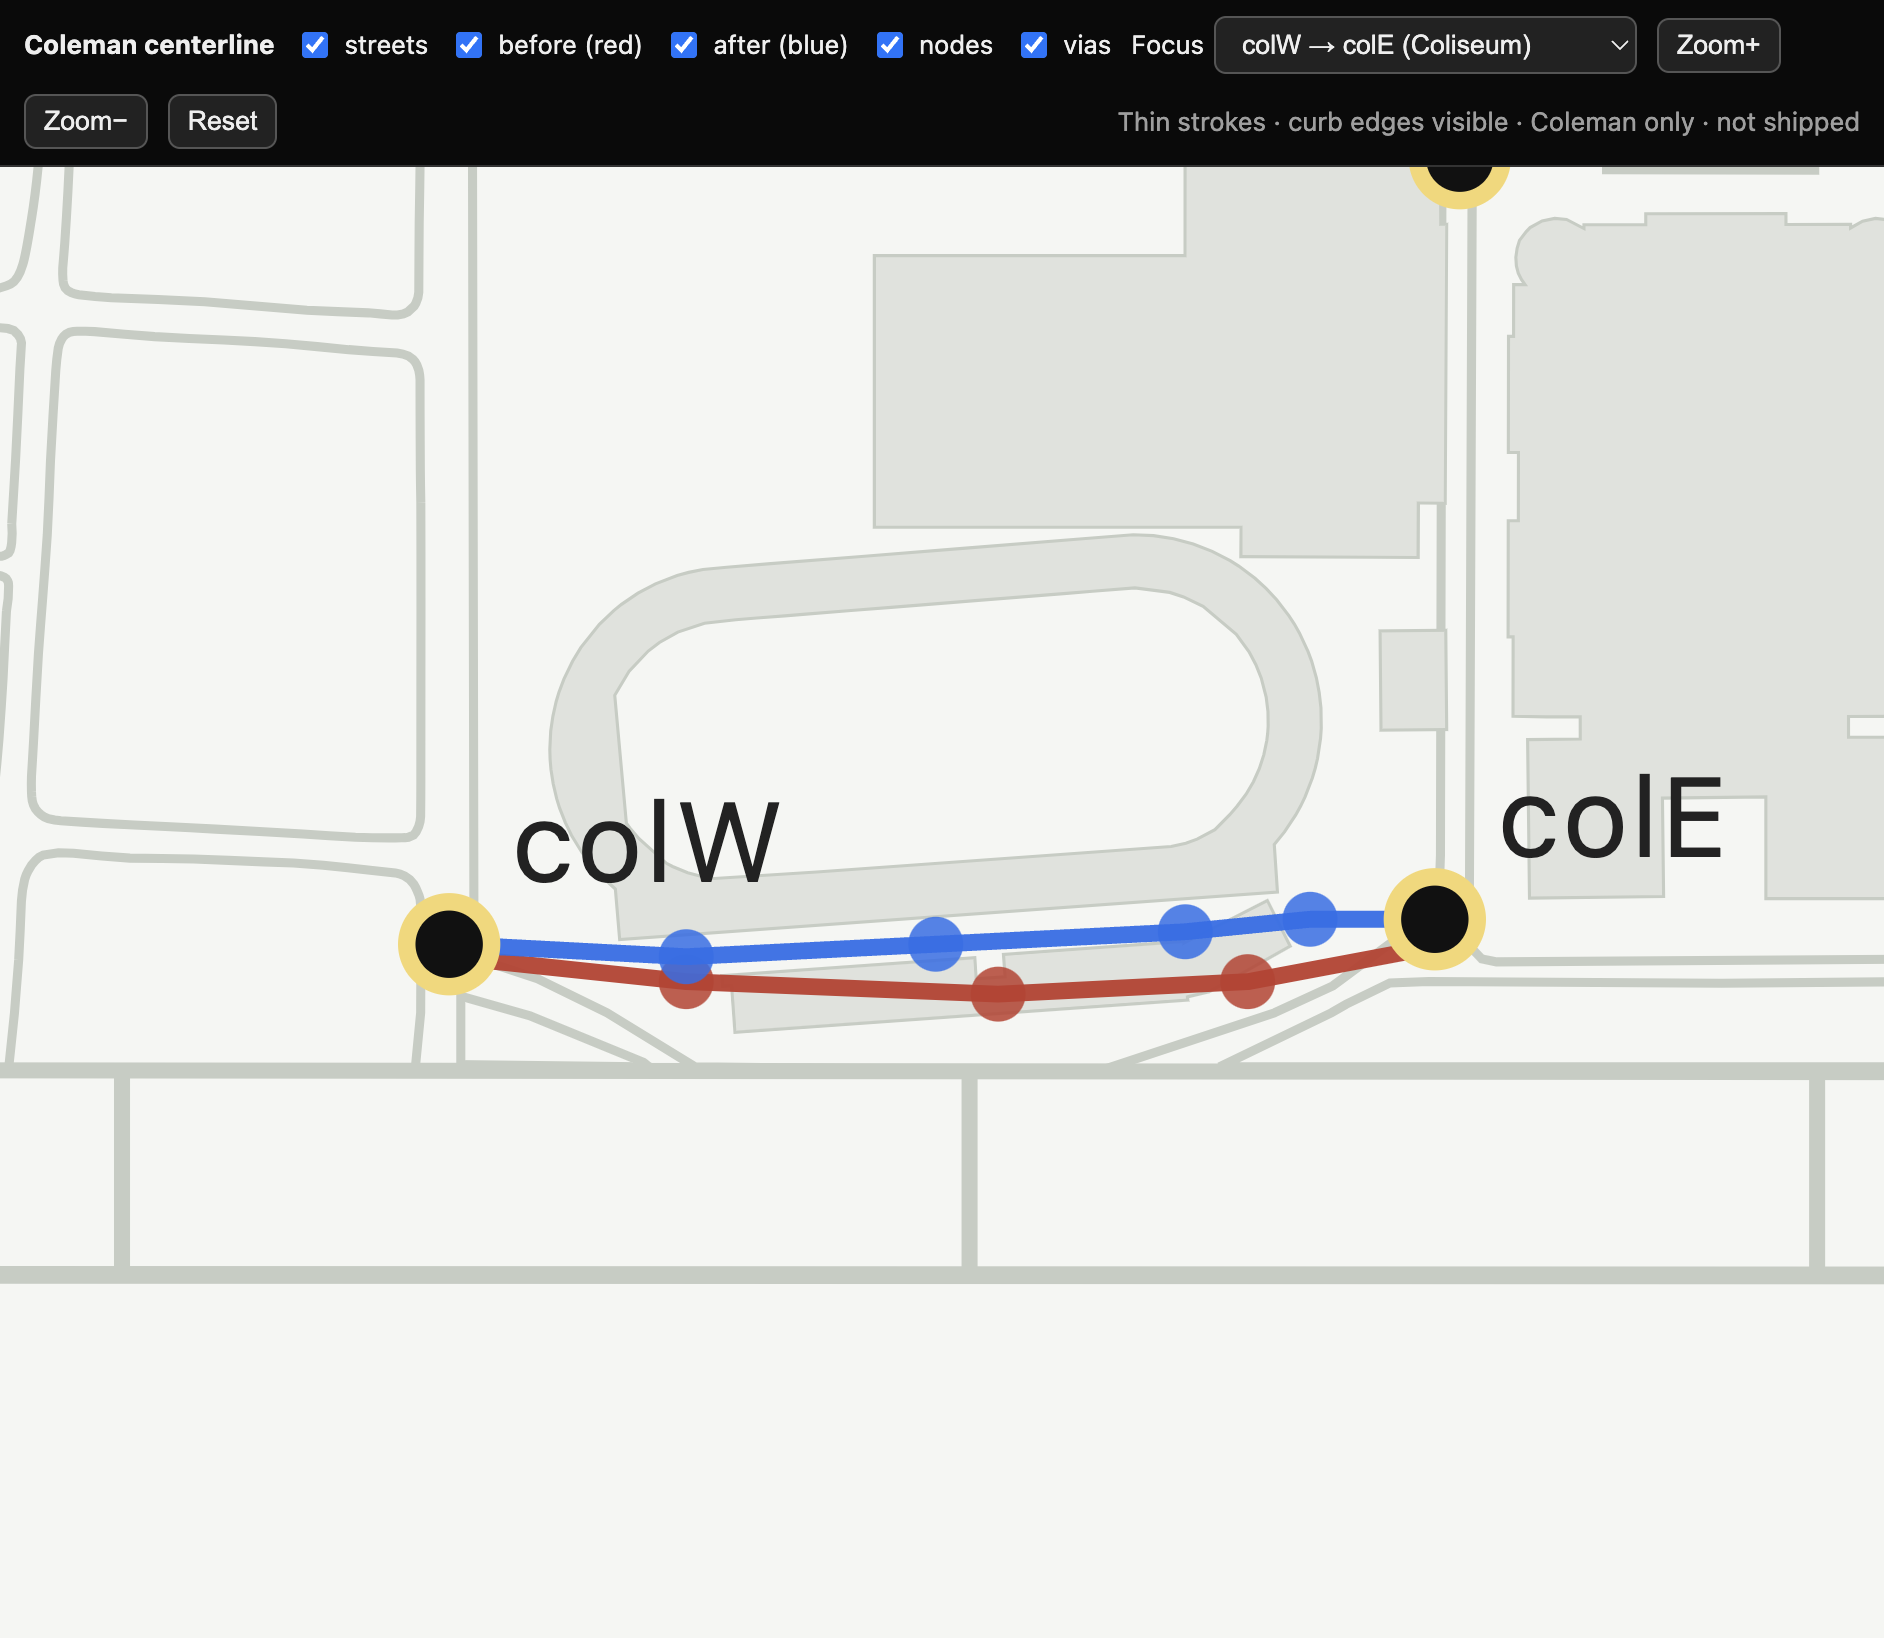 Coleman centerline streets before (red) after (blue) nodes vias Focus colW → colE (Coliseum) Zoom+
Zoom− Reset Thin strokes · curb edges visible · Coleman only · not shipped
colW
colE